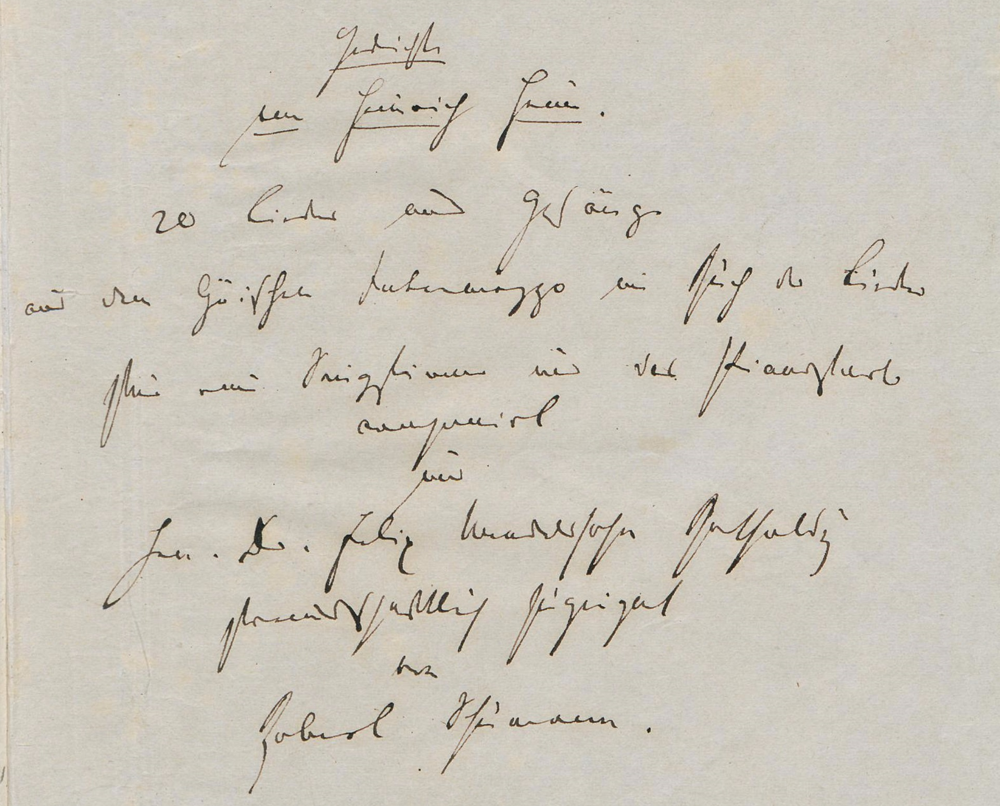 Gedichte
von Heinrich Heine.
20 Lieder und Gesänge
aus dem lyrischen Intermezzo im Buch der Lieder
für eine Singstimme und das Pianoforte
componirt
und
Hrn. Dr. Felix Mendelssohn Bartholdy
freundschaftlich zugeeignet
von
Robert Schumann.